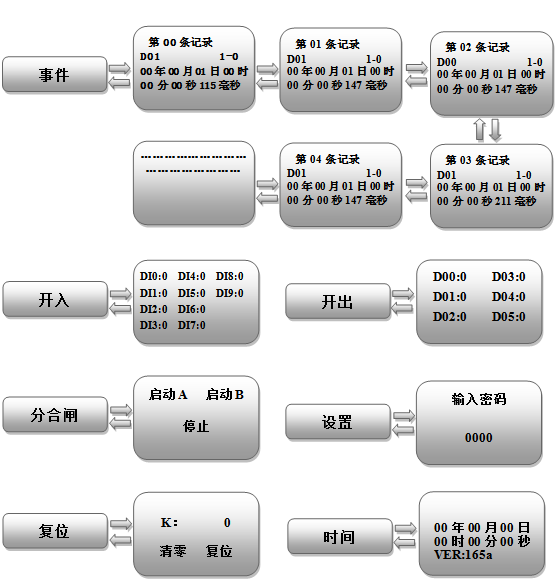 事件
第 00 条记录
D01 1-0
00 年 00 月 01 日 00 时
00 分 00 秒 115 毫秒
第 01 条记录
D01 1-0
00 年 00 月 01 日 00 时
00 分 00 秒 147 毫秒
第 02 条记录
D00 1-0
00 年 00 月 01 日 00 时
00 分 00 秒 147 毫秒
第 03 条记录
D01 1-0
00 年 00 月 01 日 00 时
00 分 00 秒 211 毫秒
第 04 条记录
D01 1-0
00 年 00 月 01 日 00 时
00 分 00 秒 147 毫秒
开入
DI0:0 DI4:0 DI8:0
DI1:0 DI5:0 DI9:0
DI2:0 DI6:0
DI3:0 DI7:0
开出
D00:0 D03:0
D01:0 D04:0
D02:0 D05:0
分合闸
启动 A 启动 B
停止
设置
输入密码
0000
复位
K： 0
清零 复位
时间
00 年 00 月 00 日
00 时 00 分 00 秒
VER:165a